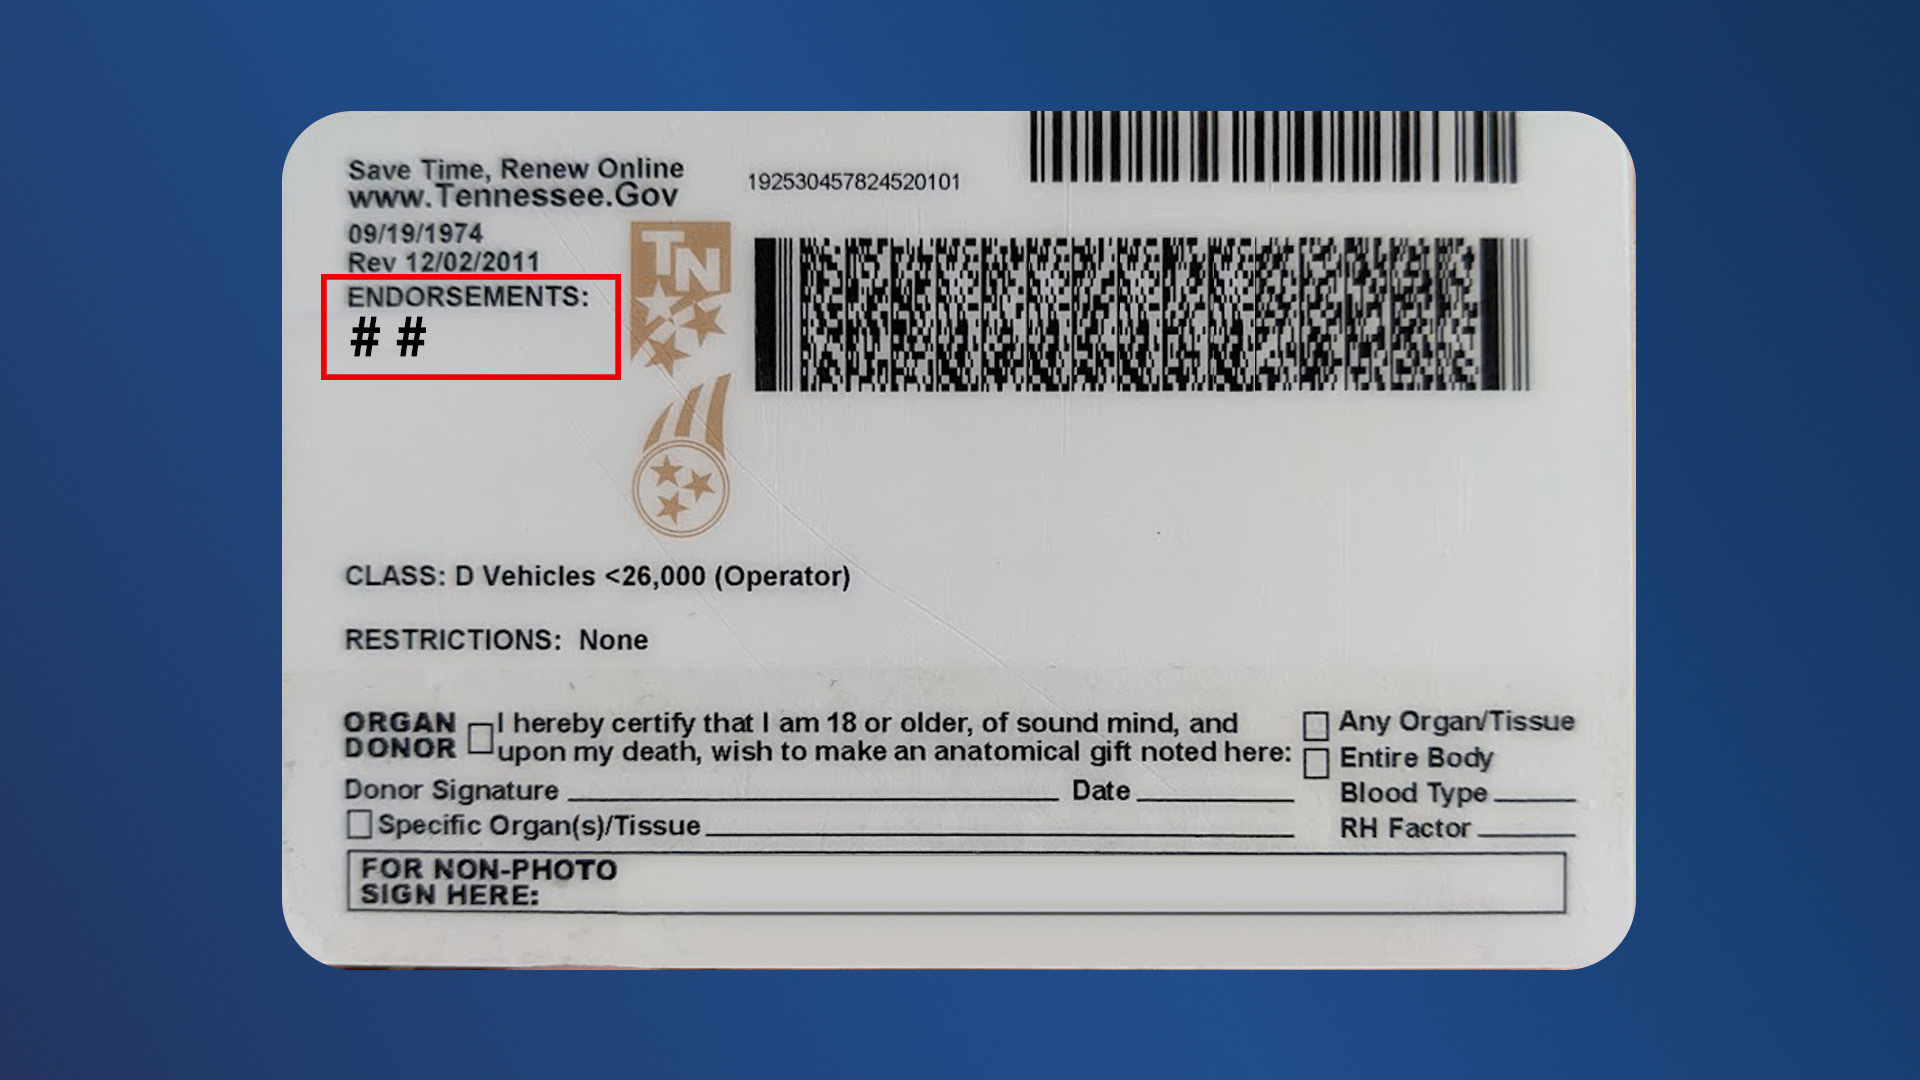 Save Time, Renew Online
www.Tennessee.Gov
192530457824520101
09/19/1974
Rev 12/02/2011
ENDORSEMENTS:
# #
TN
CLASS: D Vehicles <26,000 (Operator)
RESTRICTIONS: None
ORGAN DONOR
I hereby certify that I am 18 or older, of sound mind, and
upon my death, wish to make an anatomical gift noted here:
Any Organ/Tissue
Entire Body
Donor Signature Date
Blood Type
Specific Organ(s)/Tissue
RH Factor
FOR NON-PHOTO
SIGN HERE: